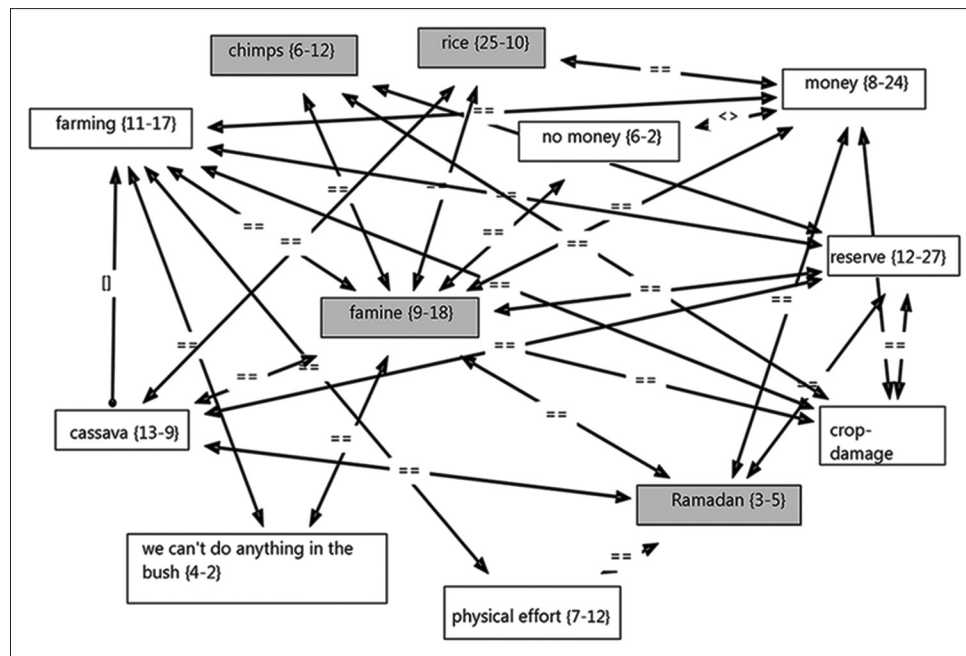 chimps {6-12}
rice {25-10}
==
money {8-24}
farming {11-17}
==
<>
no money {6-2}
==
==
==
==
==
==
==
==
reserve {12-27}
[]
==
==
==
famine {9-18}
==
==
==
==
==
==
==
cassava {13-9}
==
==
crop-
damage
==
Ramadan {3-5}
we can't do anything in the
bush {4-2}
==
physical effort {7-12}